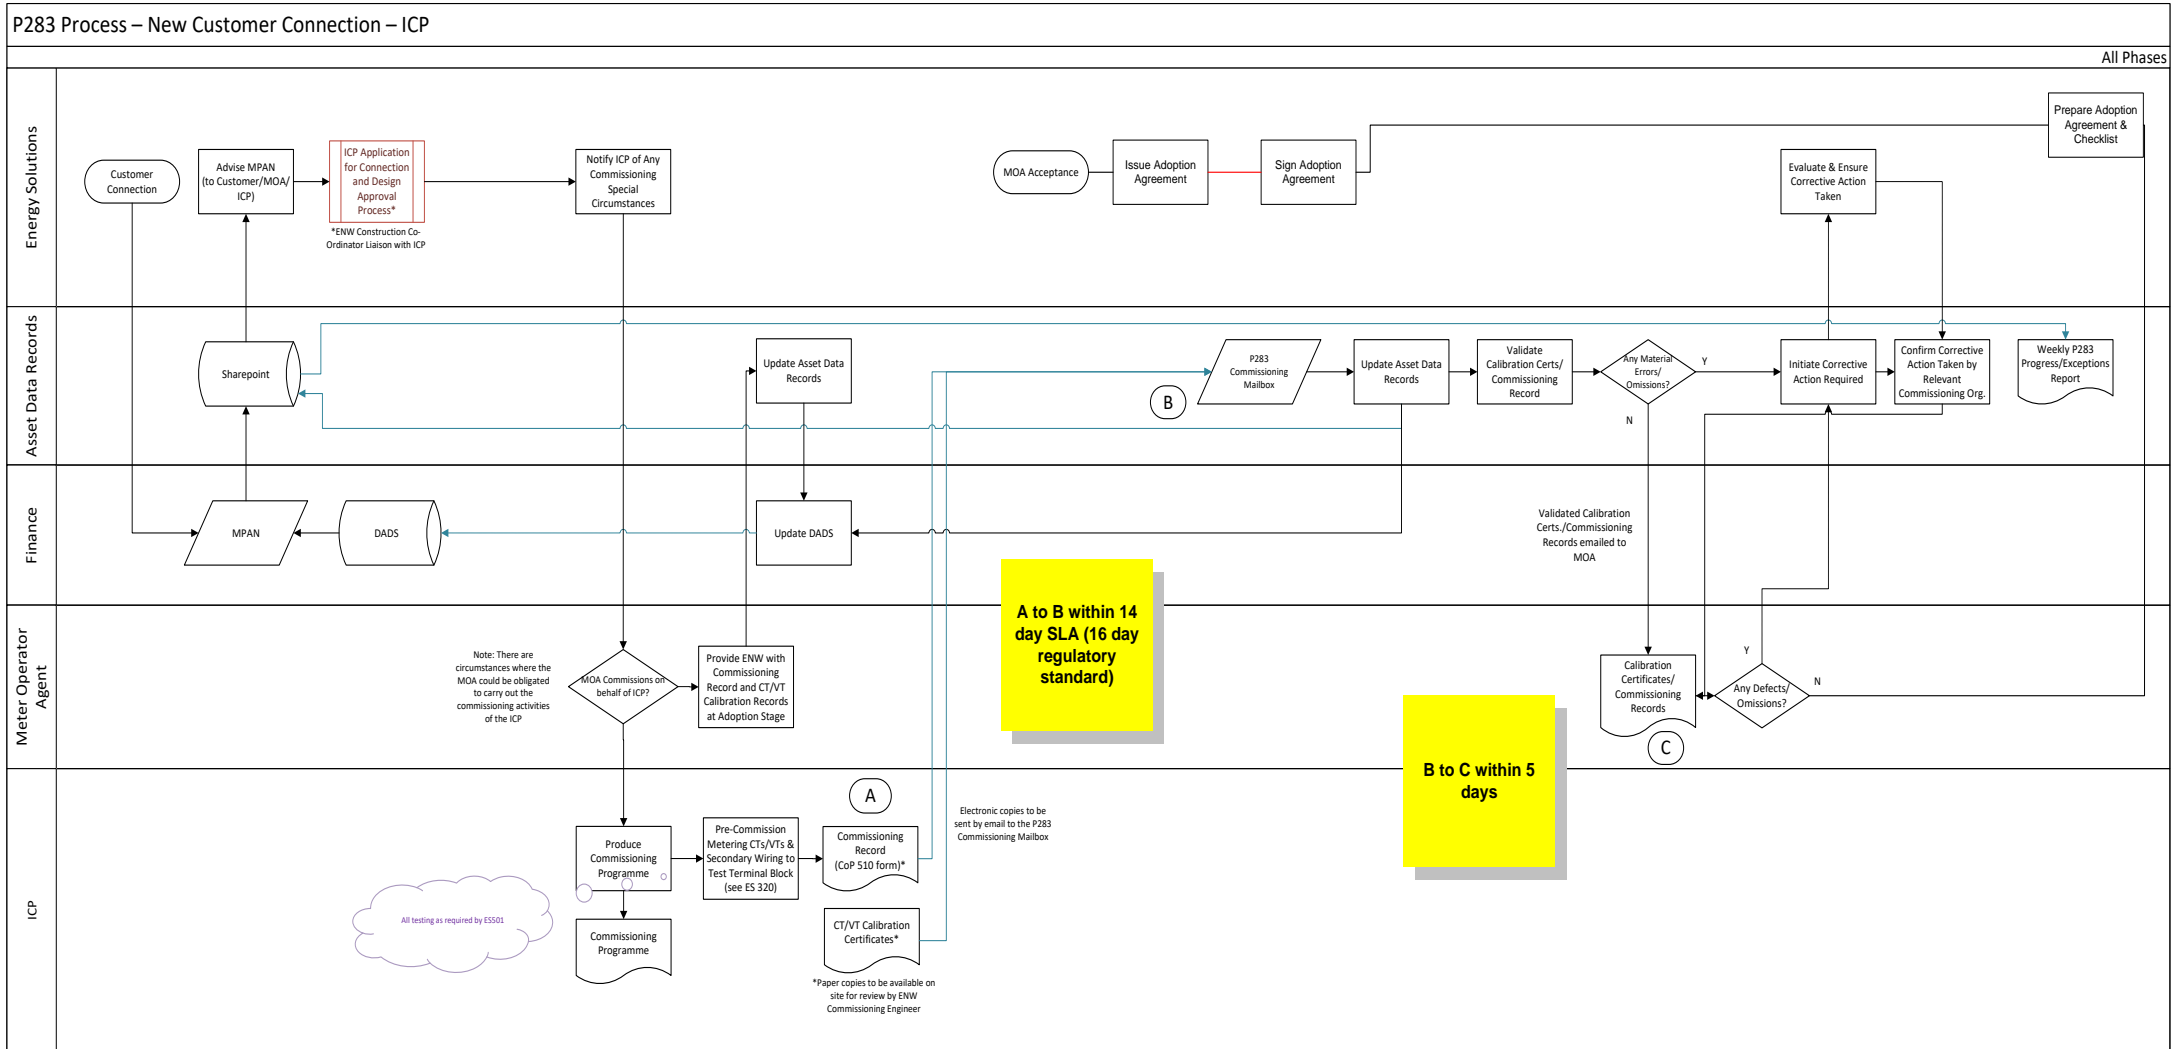 P283 Process – New Customer Connection – ICP
All Phases
Energy Solutions
Customer
Connection
Advise MPAN
(to Customer/MOA/
ICP)
ICP Application
for Connection
and Design
Approval
Process*
*ENW Construction Co-
Ordinator Liaison with ICP
Notify ICP of Any
Commissioning
Special
Circumstances
MOA Acceptance
Issue Adoption
Agreement
Sign Adoption
Agreement
Evaluate & Ensure
Corrective Action
Taken
Prepare Adoption
Agreement &
Checklist
Asset Data Records
Sharepoint
Update Asset Data
Records
B
P283
Commissioning
Mailbox
Update Asset Data
Records
Validate
Calibration Certs/
Commissioning
Record
Any Material
Errors/
Omissions?
Y
N
Initiate Corrective
Action Required
Confirm Corrective
Action Taken by
Relevant
Commissioning Org.
Weekly P283
Progress/Exceptions
Report
Finance
MPAN
DADS
Update DADS
Validated Calibration
Certs./Commissioning
Records emailed to
MOA
A to B within 14
day SLA (16 day
regulatory
standard)
Meter Operator
Agent
Note: There are
circumstances where the
MOA could be obligated
to carry out the
commissioning activities
of the ICP
MOA Commissions on
behalf of ICP?
Provide ENW with
Commissioning
Record and CT/VT
Calibration Records
at Adoption Stage
Calibration
Certificates/
Commissioning
Records
C
Y
Any Defects/
Omissions?
N
B to C within 5
days
ICP
All testing as required by ES501
Produce
Commissioning
Programme
Commissioning
Programme
Pre-Commission
Metering CTs/VTs &
Secondary Wiring to
Test Terminal Block
(see ES 320)
A
Commissioning
Record
(CoP 510 form)*
CT/VT Calibration
Certificates*
*Paper copies to be available on
site for review by ENW
Commissioning Engineer
Electronic copies to be
sent by email to the P283
Commissioning Mailbox